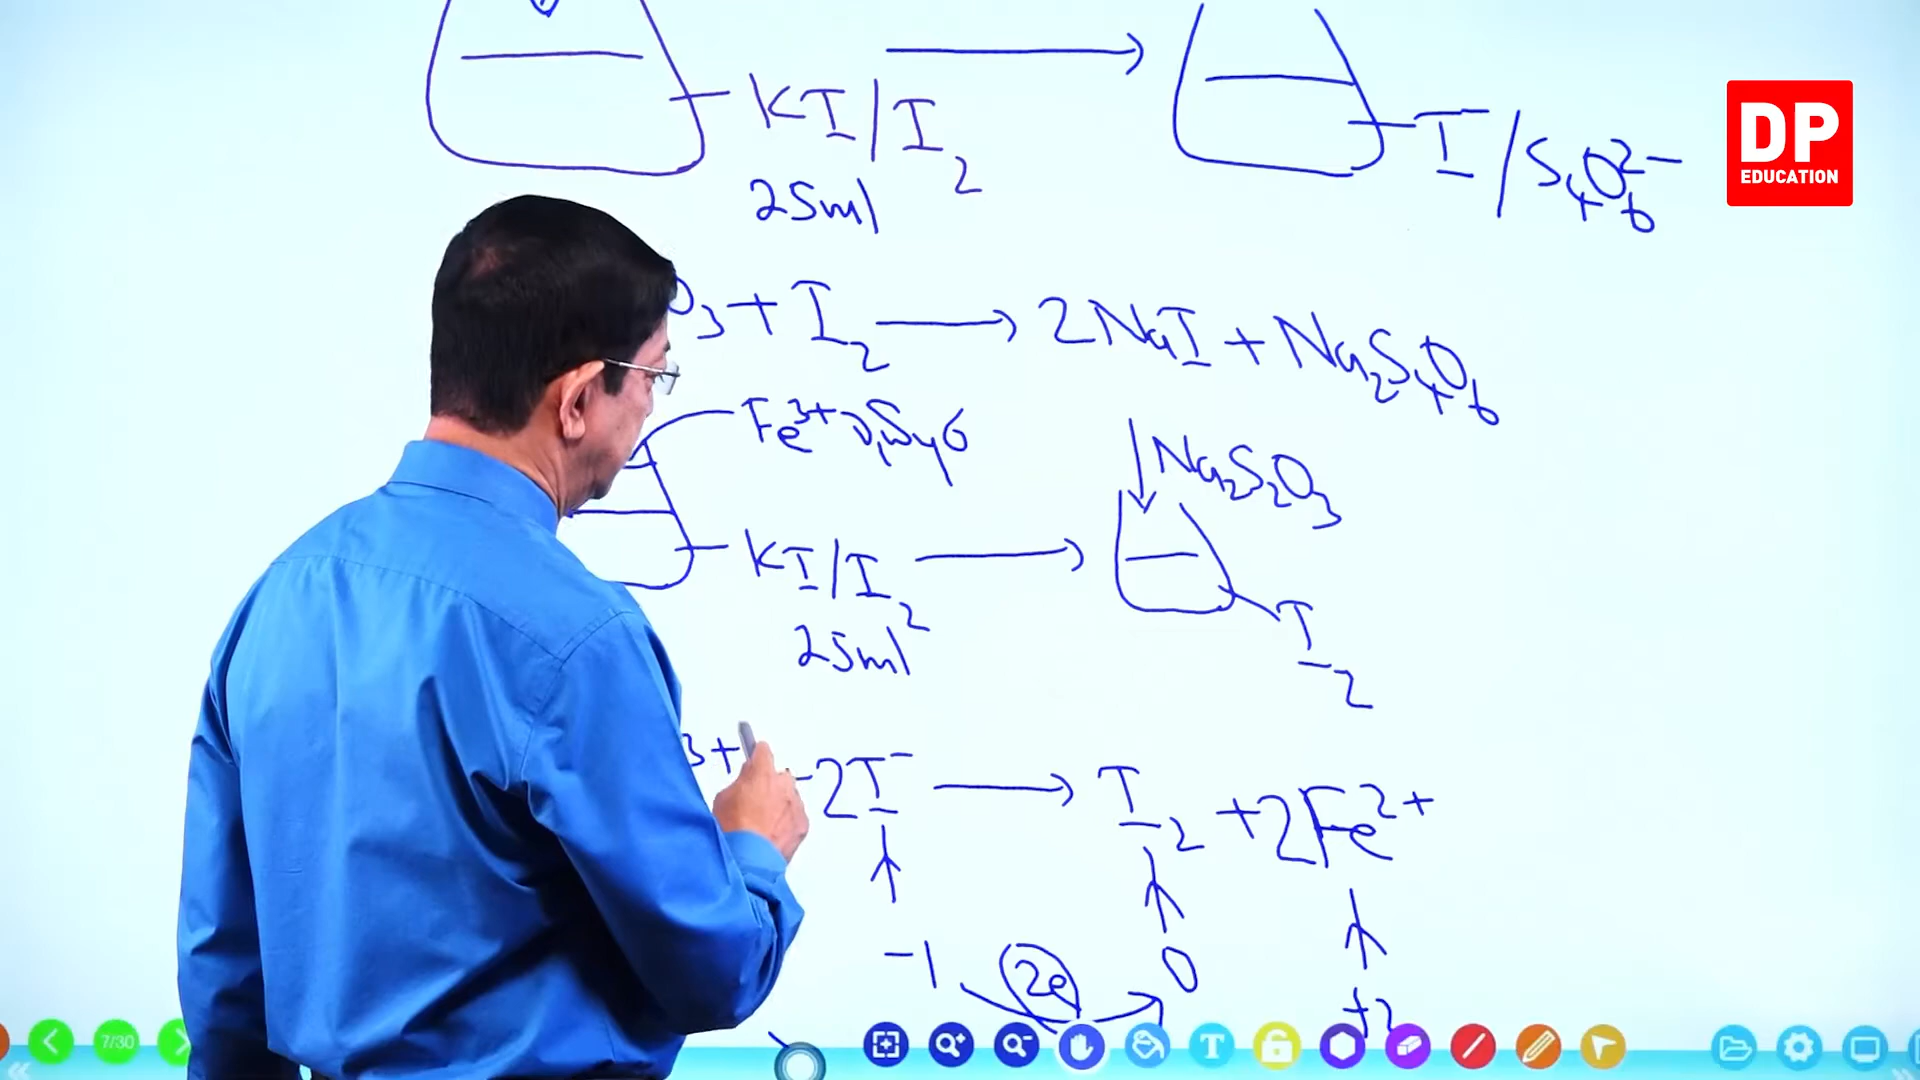 KI/I2
25ml
I-/S4O6 2-
DP
EDUCATION
O3 + I2 → 2NaI + Na2S4O6
Fe3+
↓Na2S2O3
KI/I2 →
25ml
I2
3+ 2I- → I2 + 2Fe2+
-1 2e 0
+2
7/30
T